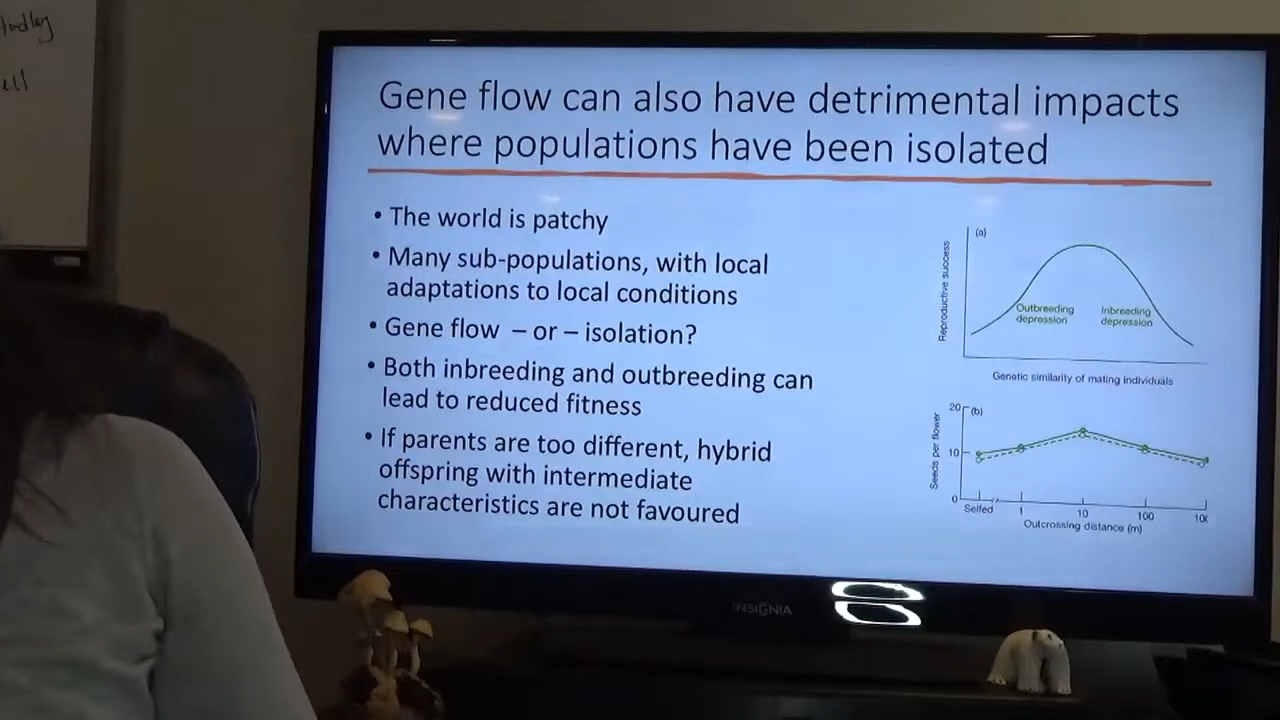 Gene flow can also have detrimental impacts
where populations have been isolated
• The world is patchy
• Many sub-populations, with local
adaptations to local conditions
• Gene flow – or – isolation?
• Both inbreeding and outbreeding can
lead to reduced fitness
• If parents are too different, hybrid
offspring with intermediate
characteristics are not favoured
(a)
Reproductive success
Outbreeding
depression
Inbreeding
depression
Genetic similarity of mating individuals
(b)
Seeds per flower
20
10
0
Selfed 1 10 100
Outcrossing distance (m)
INSIGNIA